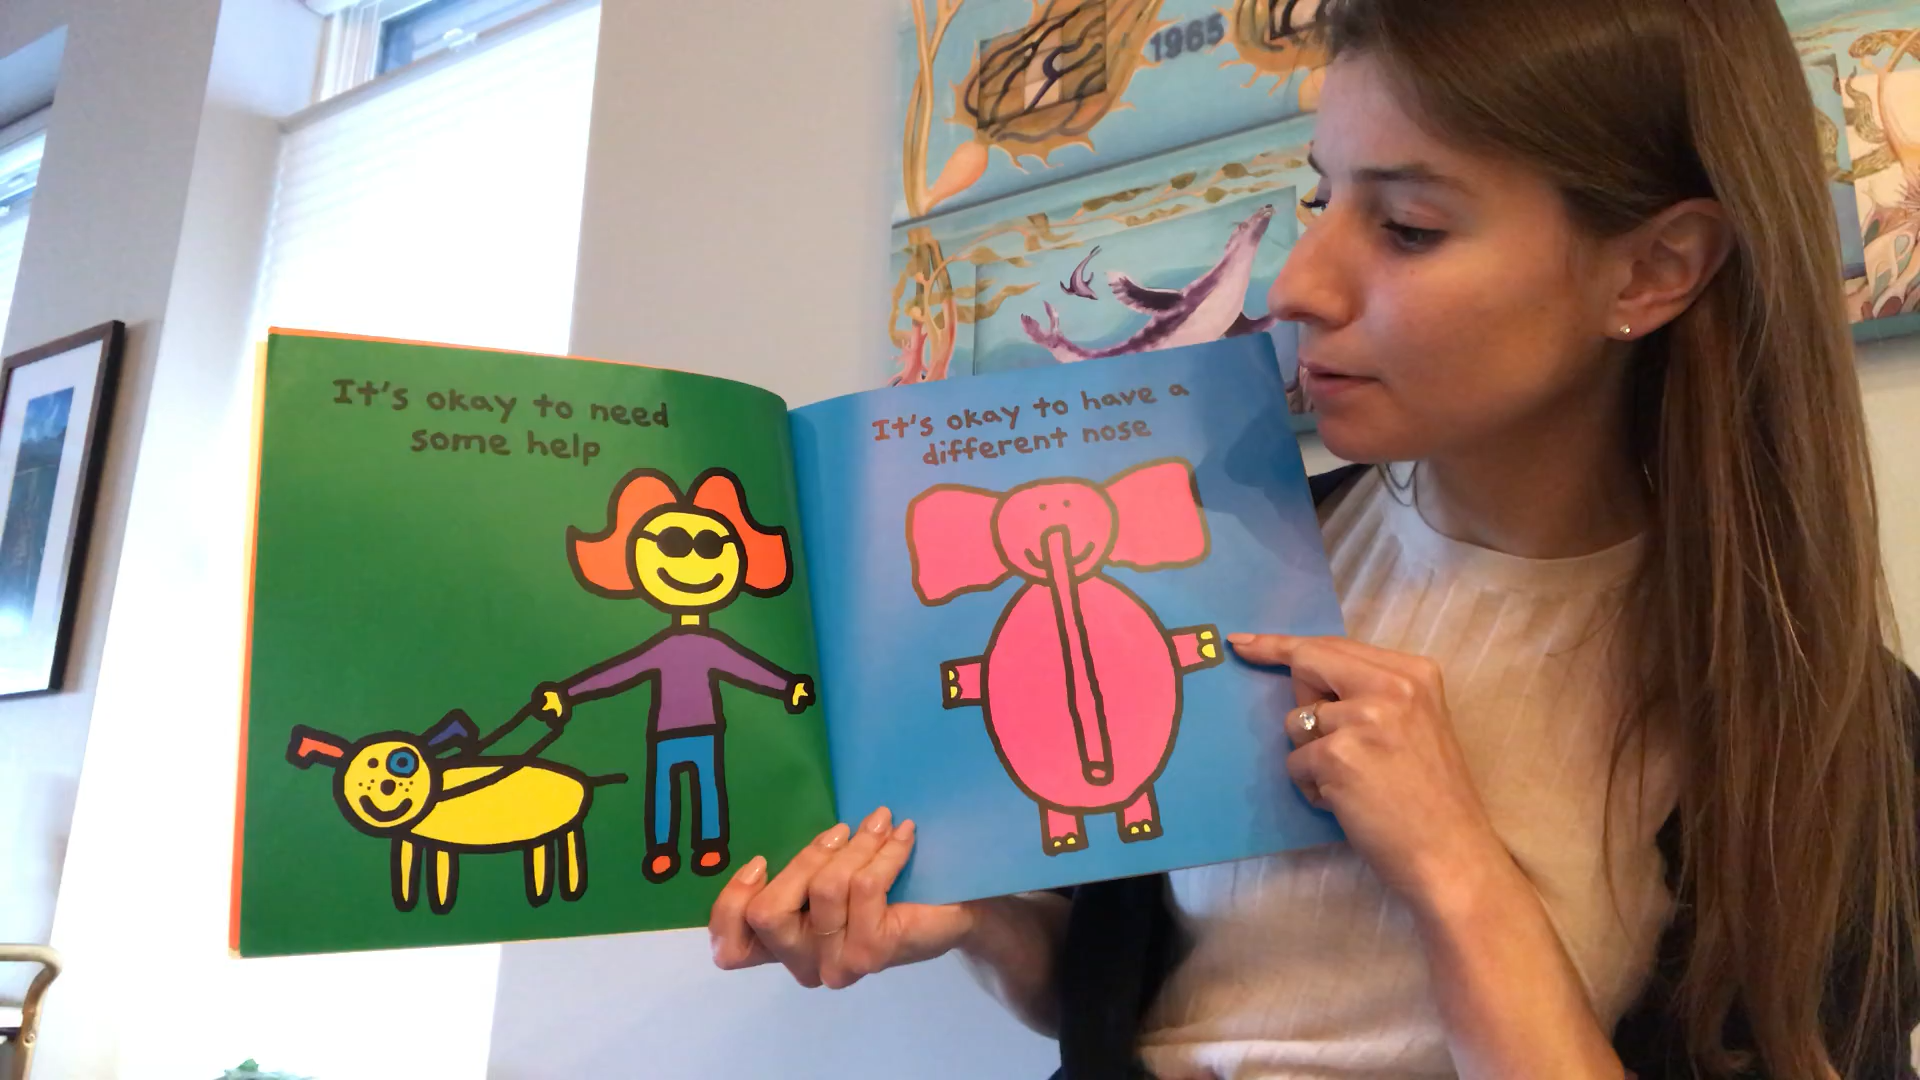 1965
It's okay to need
some help
It's okay to have a
different nose